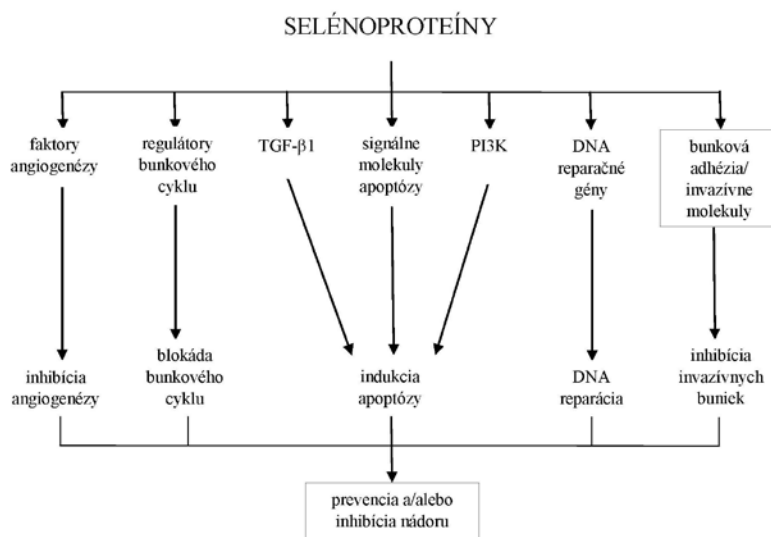 SELÉNOPROTEÍNY
faktory
angiogenézy
regulátory
bunkového
cyklu
TGF-β1
signálne
molekuly
apoptózy
PI3K
DNA
reparačné
gény
bunková
adhézia/
invazívne
molekuly
inhibícia
angiogenézy
blokáda
bunkového
cyklu
indukcia
apoptózy
DNA
reparácia
inhibícia
invazívnych
buniek
prevencia a/alebo
inhibícia nádoru